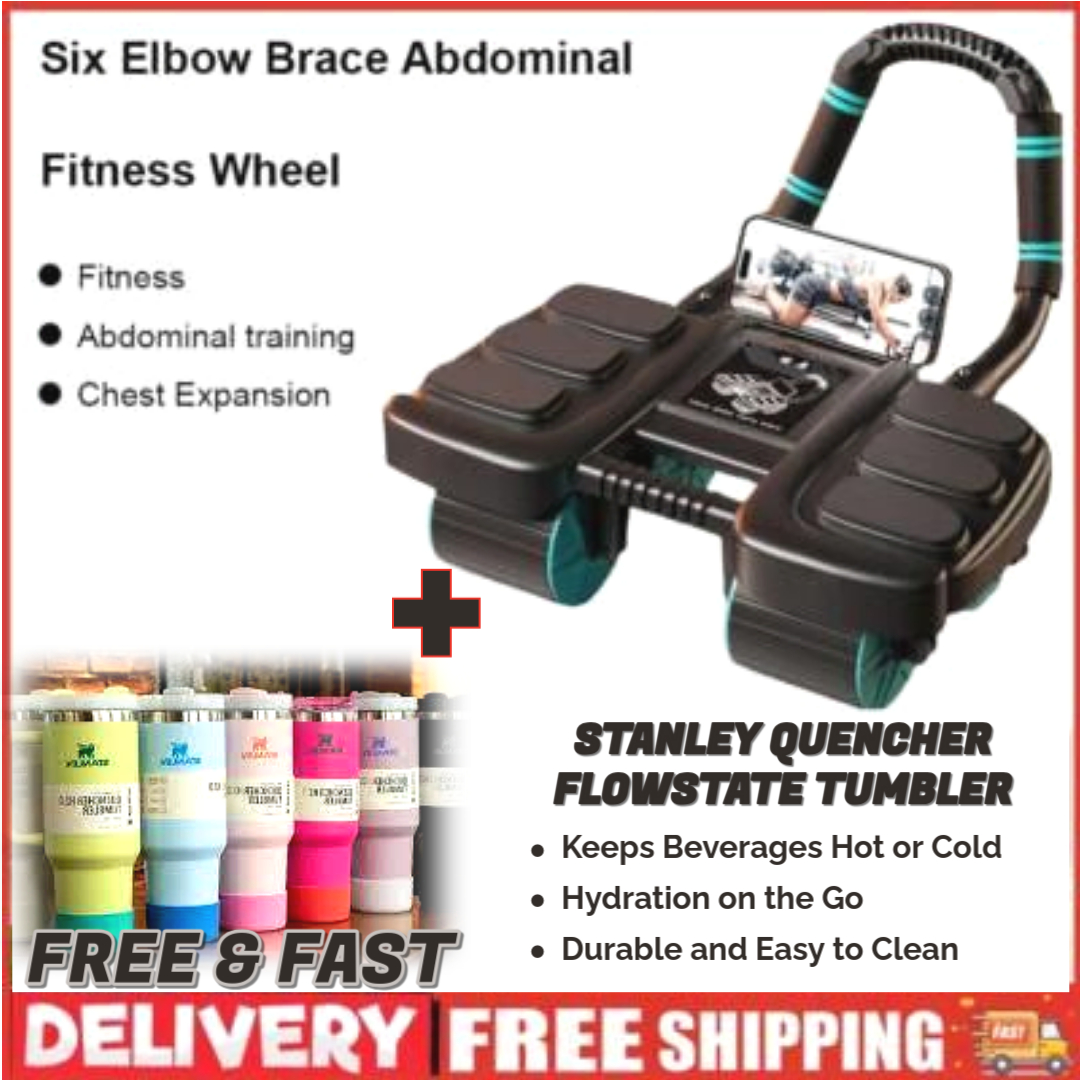 Six Elbow Brace Abdominal
Fitness Wheel
● Fitness
● Abdominal training
● Chest Expansion
STANLEY QUENCHER
FLOWSTATE TUMBLER
• Keeps Beverages Hot or Cold
• Hydration on the Go
• Durable and Easy to Clean
FREE & FAST
DELIVERY FREE SHIPPING
FAST